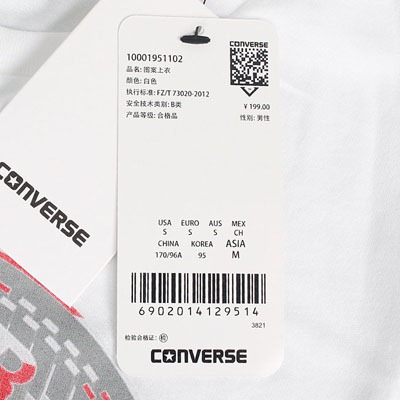 CONVERSE
10001951102
品名: 图案上衣
颜色: 白色
执行标准: FZ/T 73020-2012
安全技术类别: B类
产品等级: 合格品
¥ 199.00
性别: 男性
USA EURO AUS MEX
S S S CH
CHINA KOREA ASIA
170/96A 95 M
6902014129514
3821
检验合格证: 检
CONVERSE
CONVERSE